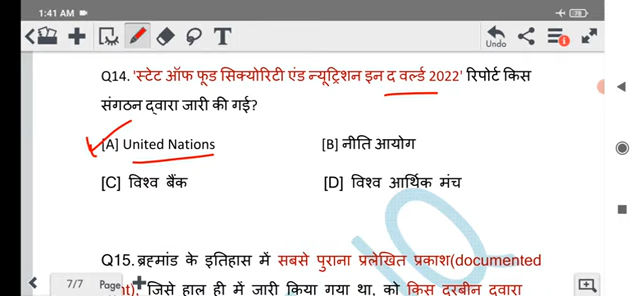 1:41 AM
78
T
Undo
Q14. 'स्टेट ऑफ फूड सिक्योरिटी एंड न्यूट्रिशन इन द वर्ल्ड 2022' रिपोर्ट किस
संगठन द्वारा जारी की गई?
[A] United Nations
[B] नीति आयोग
[C] विश्व बैंक
[D] विश्व आर्थिक मंच
Q15. ब्रह्मांड के इतिहास में सबसे पुराना प्रलेखित प्रकाश(documented
जिसे हाल ही में जारी किया गया था, को किस दूरबीन द्वारा
7/7